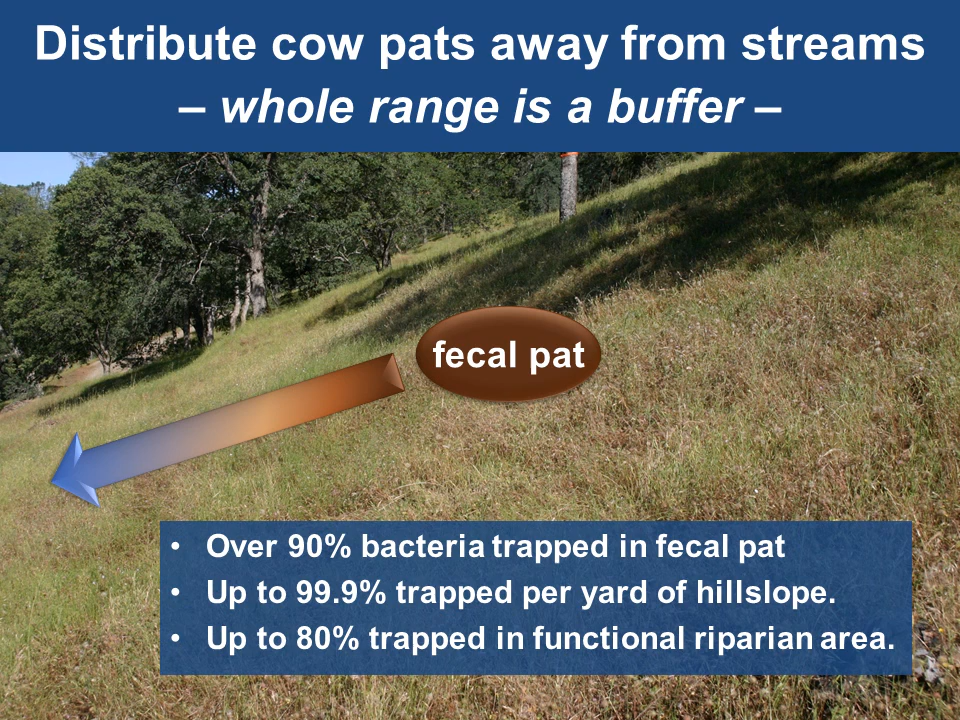 Distribute cow pats away from streams
– whole range is a buffer –
fecal pat
• Over 90% bacteria trapped in fecal pat
• Up to 99.9% trapped per yard of hillslope.
• Up to 80% trapped in functional riparian area.